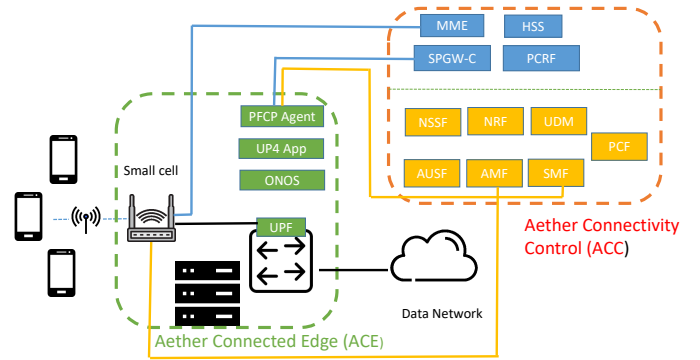 MME
HSS
SPGW-C
PCRF
PFCP Agent
NSSF
NRF
UDM
UP4 App
PCF
Small cell
ONOS
AUSF
AMF
SMF
UPF
Aether Connectivity
Control (ACC)
Data Network
Aether Connected Edge (ACE)